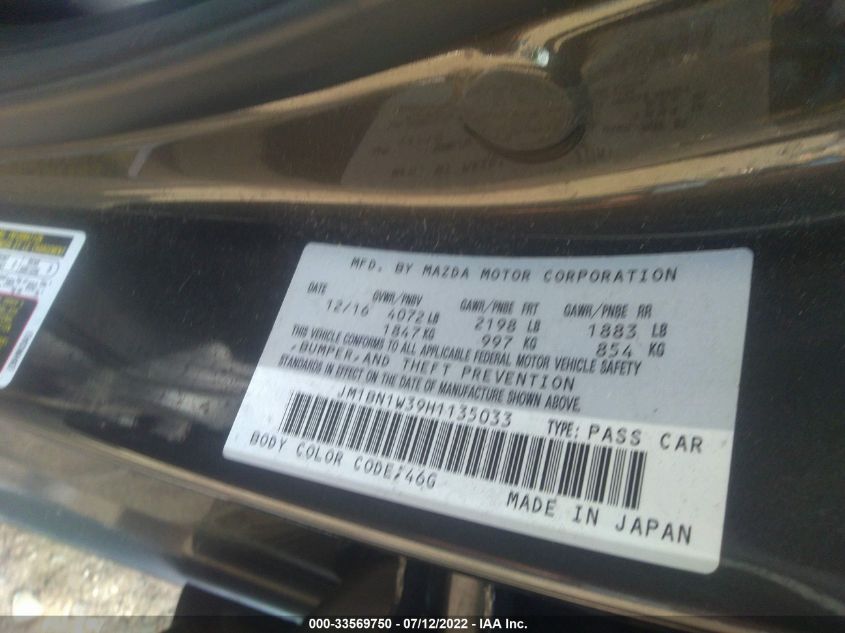 MFD. BY MAZDA MOTOR CORPORATION
DATE GVWR/PNBV GAWR/PNBE FRT GAWR/PNBE RR
12/16 4072 LB 2198 LB 1883 LB
1847 KG 997 KG 854 KG
THIS VEHICLE CONFORMS TO ALL APPLICABLE FEDERAL MOTOR VEHICLE SAFETY
,BUMPER,AND THEFT PREVENTION
STANDARDS IN EFFECT ON THE DATE OF MANUFACTURE SHOWN ABOVE.
JM1BN1W39H1135033 TYPE: PASS CAR
BODY COLOR CODE:46G
MADE IN JAPAN
000-33569750 - 07/12/2022 - IAA Inc.